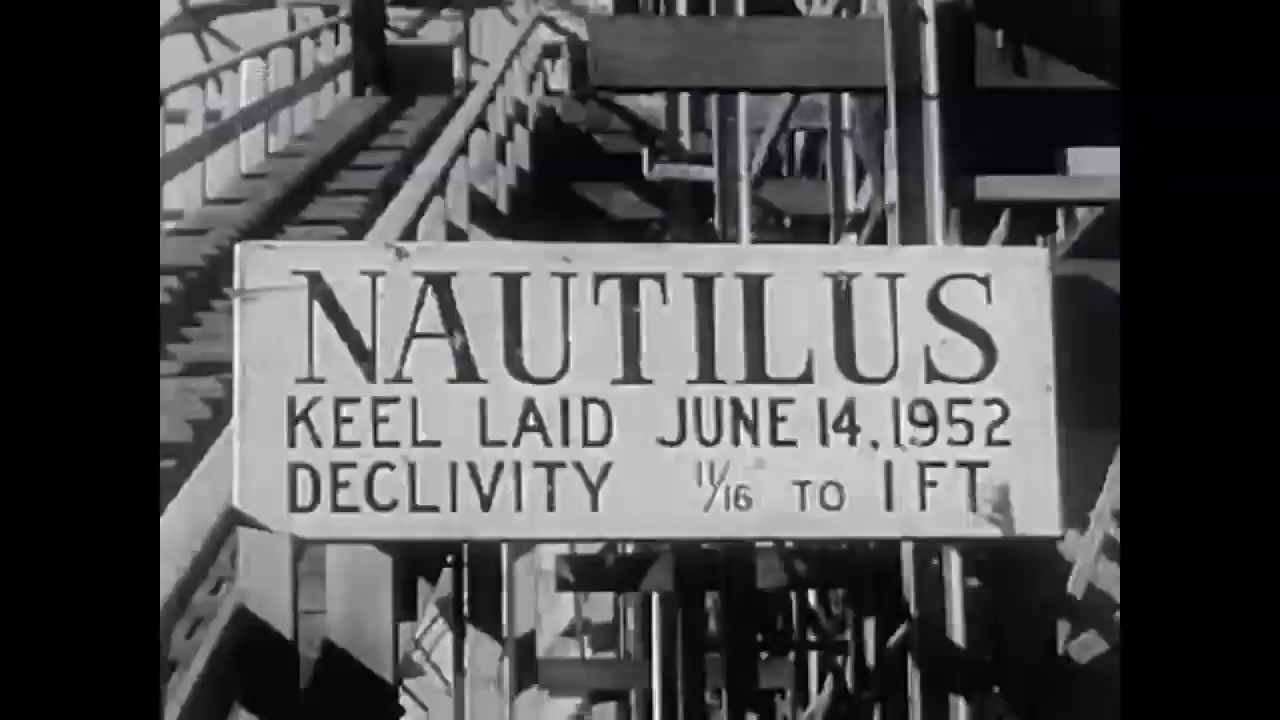 NAUTILUS
KEEL LAID JUNE 14, 1952
DECLIVITY 11/16" TO 1 FT